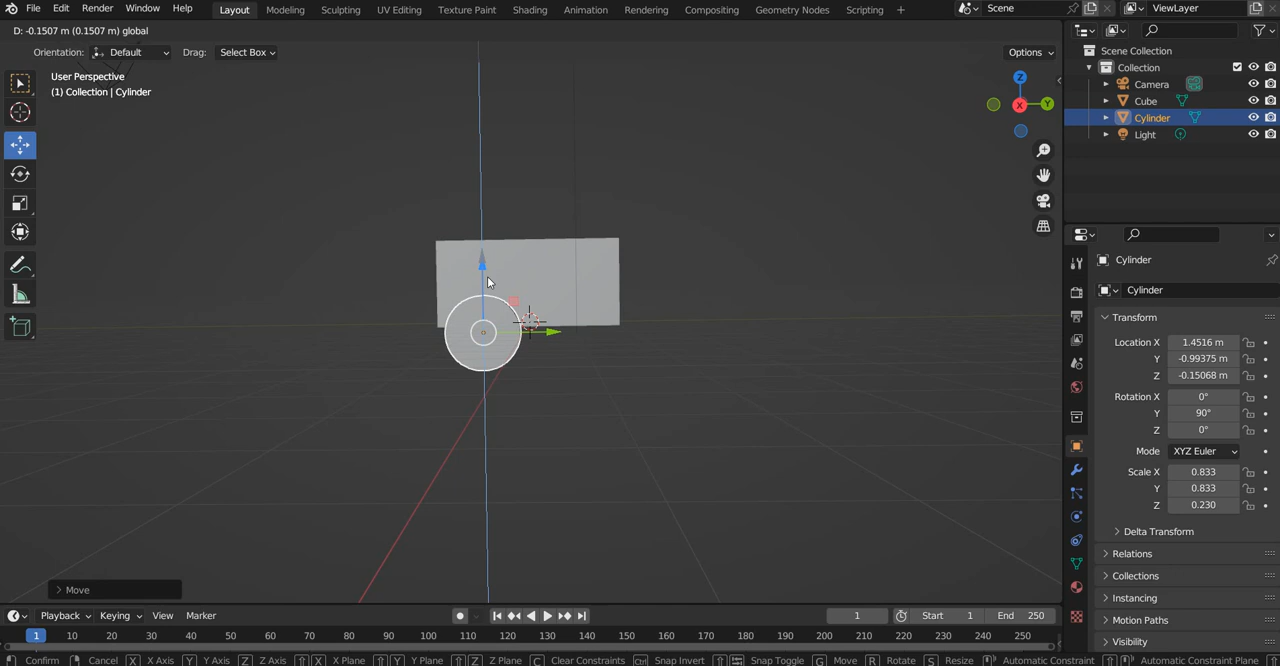 File Edit Render Window Help Layout Modeling Sculpting UV Editing Texture Paint Shading Animation Rendering Compositing Geometry Nodes Scripting + Scene ViewLayer
D: -0.1507 m (0.1507 m) global
Orientation: Default Drag: Select Box Options
User Perspective
(1) Collection | Cylinder
Z
Y
X
Scene Collection
Collection
Camera
Cube
Cylinder
Light
Cylinder
Cylinder
Transform
Location X 1.4516 m
Y -0.99375 m
Z -0.15068 m
Rotation X 0°
Y 90°
Z 0°
Mode XYZ Euler
Scale X 0.833
Y 0.833
Z 0.230
Delta Transform
Relations
Collections
Instancing
Motion Paths
Visibility
Move
Playback Keying View Marker 1 Start 1 End 250
1 10 20 30 40 50 60 70 80 90 100 110 120 130 140 150 160 170 180 190 200 210 220 230 240 250
Confirm Cancel X X Axis Y Y Axis Z Z Axis X X Plane Y Y Plane Z Z Plane C Clear Constraints Ctrl Snap Invert Snap Toggle G Move R Rotate S Resize Automatic Constraint Automatic Constraint Plane